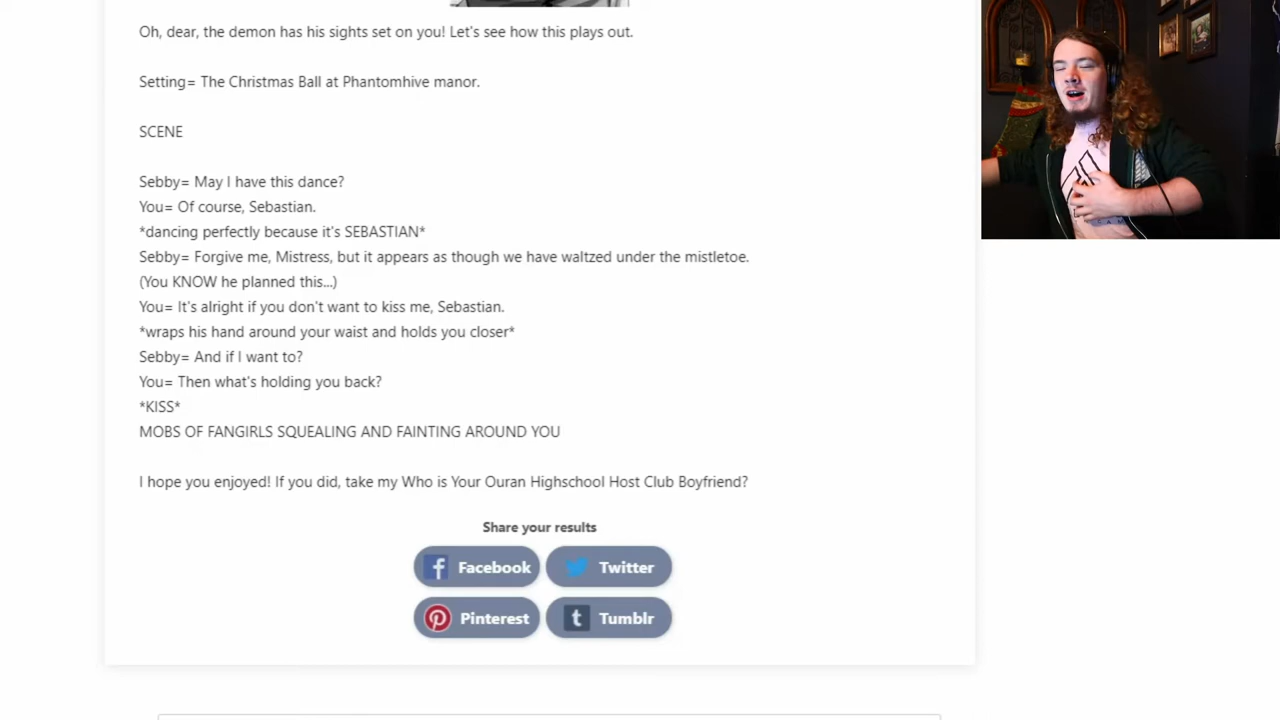 Oh, dear, the demon has his sights set on you! Let's see how this plays out.
Setting= The Christmas Ball at Phantomhive manor.
SCENE
Sebby= May I have this dance?
You= Of course, Sebastian.
*dancing perfectly because it's SEBASTIAN*
Sebby= Forgive me, Mistress, but it appears as though we have waltzed under the mistletoe.
(You KNOW he planned this...)
You= It's alright if you don't want to kiss me, Sebastian.
*wraps his hand around your waist and holds you closer*
Sebby= And if I want to?
You= Then what's holding you back?
*KISS*
MOBS OF FANGIRLS SQUEALING AND FAINTING AROUND YOU
I hope you enjoyed! If you did, take my Who is Your Ouran Highschool Host Club Boyfriend?
Share your results
Facebook
Twitter
Pinterest
Tumblr